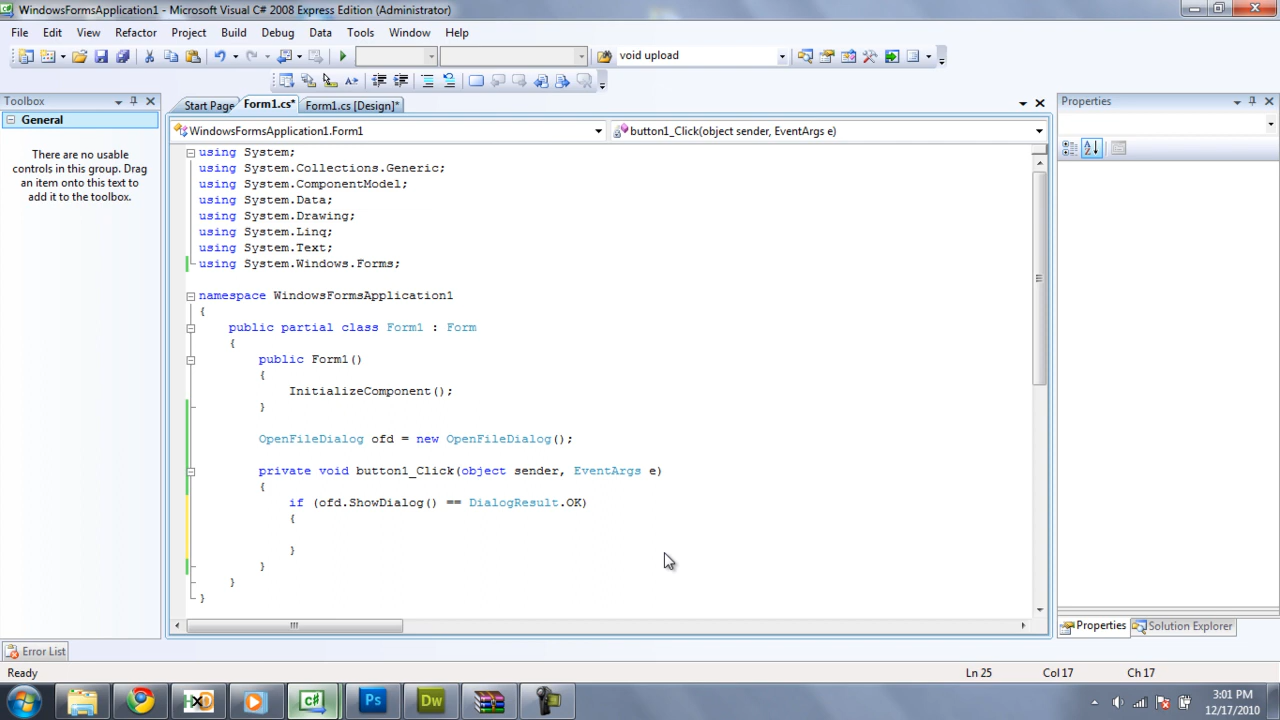 WindowsFormsApplication1 - Microsoft Visual C# 2008 Express Edition (Administrator)
File Edit View Refactor Project Build Debug Data Tools Window Help
void upload
Toolbox
General
There are no usable
controls in this group. Drag
an item onto this text to
add it to the toolbox.
Start Page Form1.cs* Form1.cs [Design]*
WindowsFormsApplication1.Form1 button1_Click(object sender, EventArgs e)
using System;
using System.Collections.Generic;
using System.ComponentModel;
using System.Data;
using System.Drawing;
using System.Linq;
using System.Text;
using System.Windows.Forms;
namespace WindowsFormsApplication1
{
public partial class Form1 : Form
{
public Form1()
{
InitializeComponent();
}
OpenFileDialog ofd = new OpenFileDialog();
private void button1_Click(object sender, EventArgs e)
{
if (ofd.ShowDialog() == DialogResult.OK)
{
}
}
}
}
Properties
Properties Solution Explorer
Error List
Ready Ln 25 Col 17 Ch 17
C# Ps Dw
3:01 PM
12/17/2010